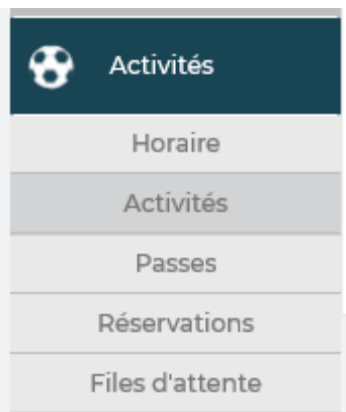 Activités
Horaire
Activités
Passes
Réservations
Files d'attente